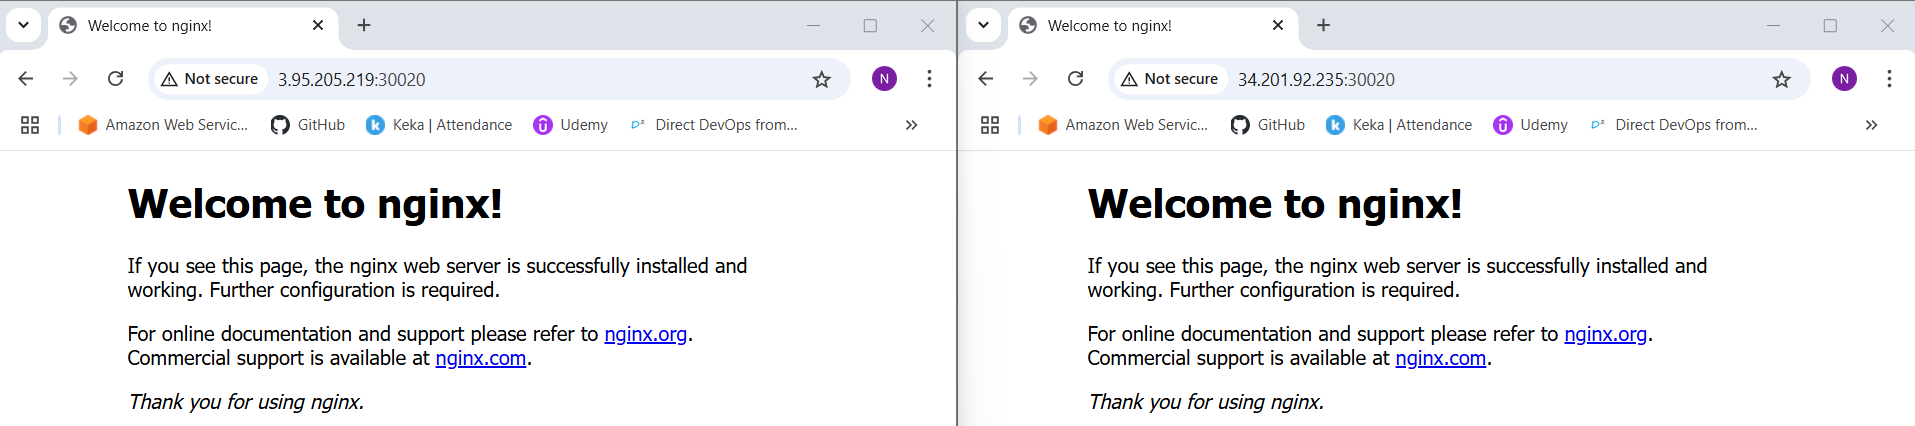 Welcome to nginx!
Not secure 3.95.205.219:30020 N
Amazon Web Servic... GitHub Keka | Attendance Udemy Direct DevOps from...
Welcome to nginx!
If you see this page, the nginx web server is successfully installed and
working. Further configuration is required.
For online documentation and support please refer to nginx.org.
Commercial support is available at nginx.com.
Thank you for using nginx.
Welcome to nginx!
Not secure 34.201.92.235:30020 N
Amazon Web Servic... GitHub Keka | Attendance Udemy Direct DevOps from...
Welcome to nginx!
If you see this page, the nginx web server is successfully installed and
working. Further configuration is required.
For online documentation and support please refer to nginx.org.
Commercial support is available at nginx.com.
Thank you for using nginx.